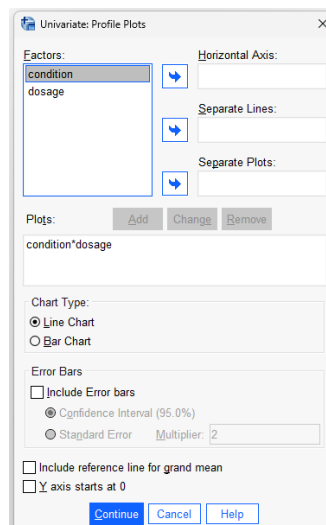 Univariate: Profile Plots
Factors:
condition
dosage
Horizontal Axis:
Separate Lines:
Separate Plots:
Plots: Add Change Remove
condition*dosage
Chart Type:
Line Chart
Bar Chart
Error Bars
Include Error bars
Confidence Interval (95.0%)
Standard Error Multiplier: 2
Include reference line for grand mean
Y axis starts at 0
Continue Cancel Help